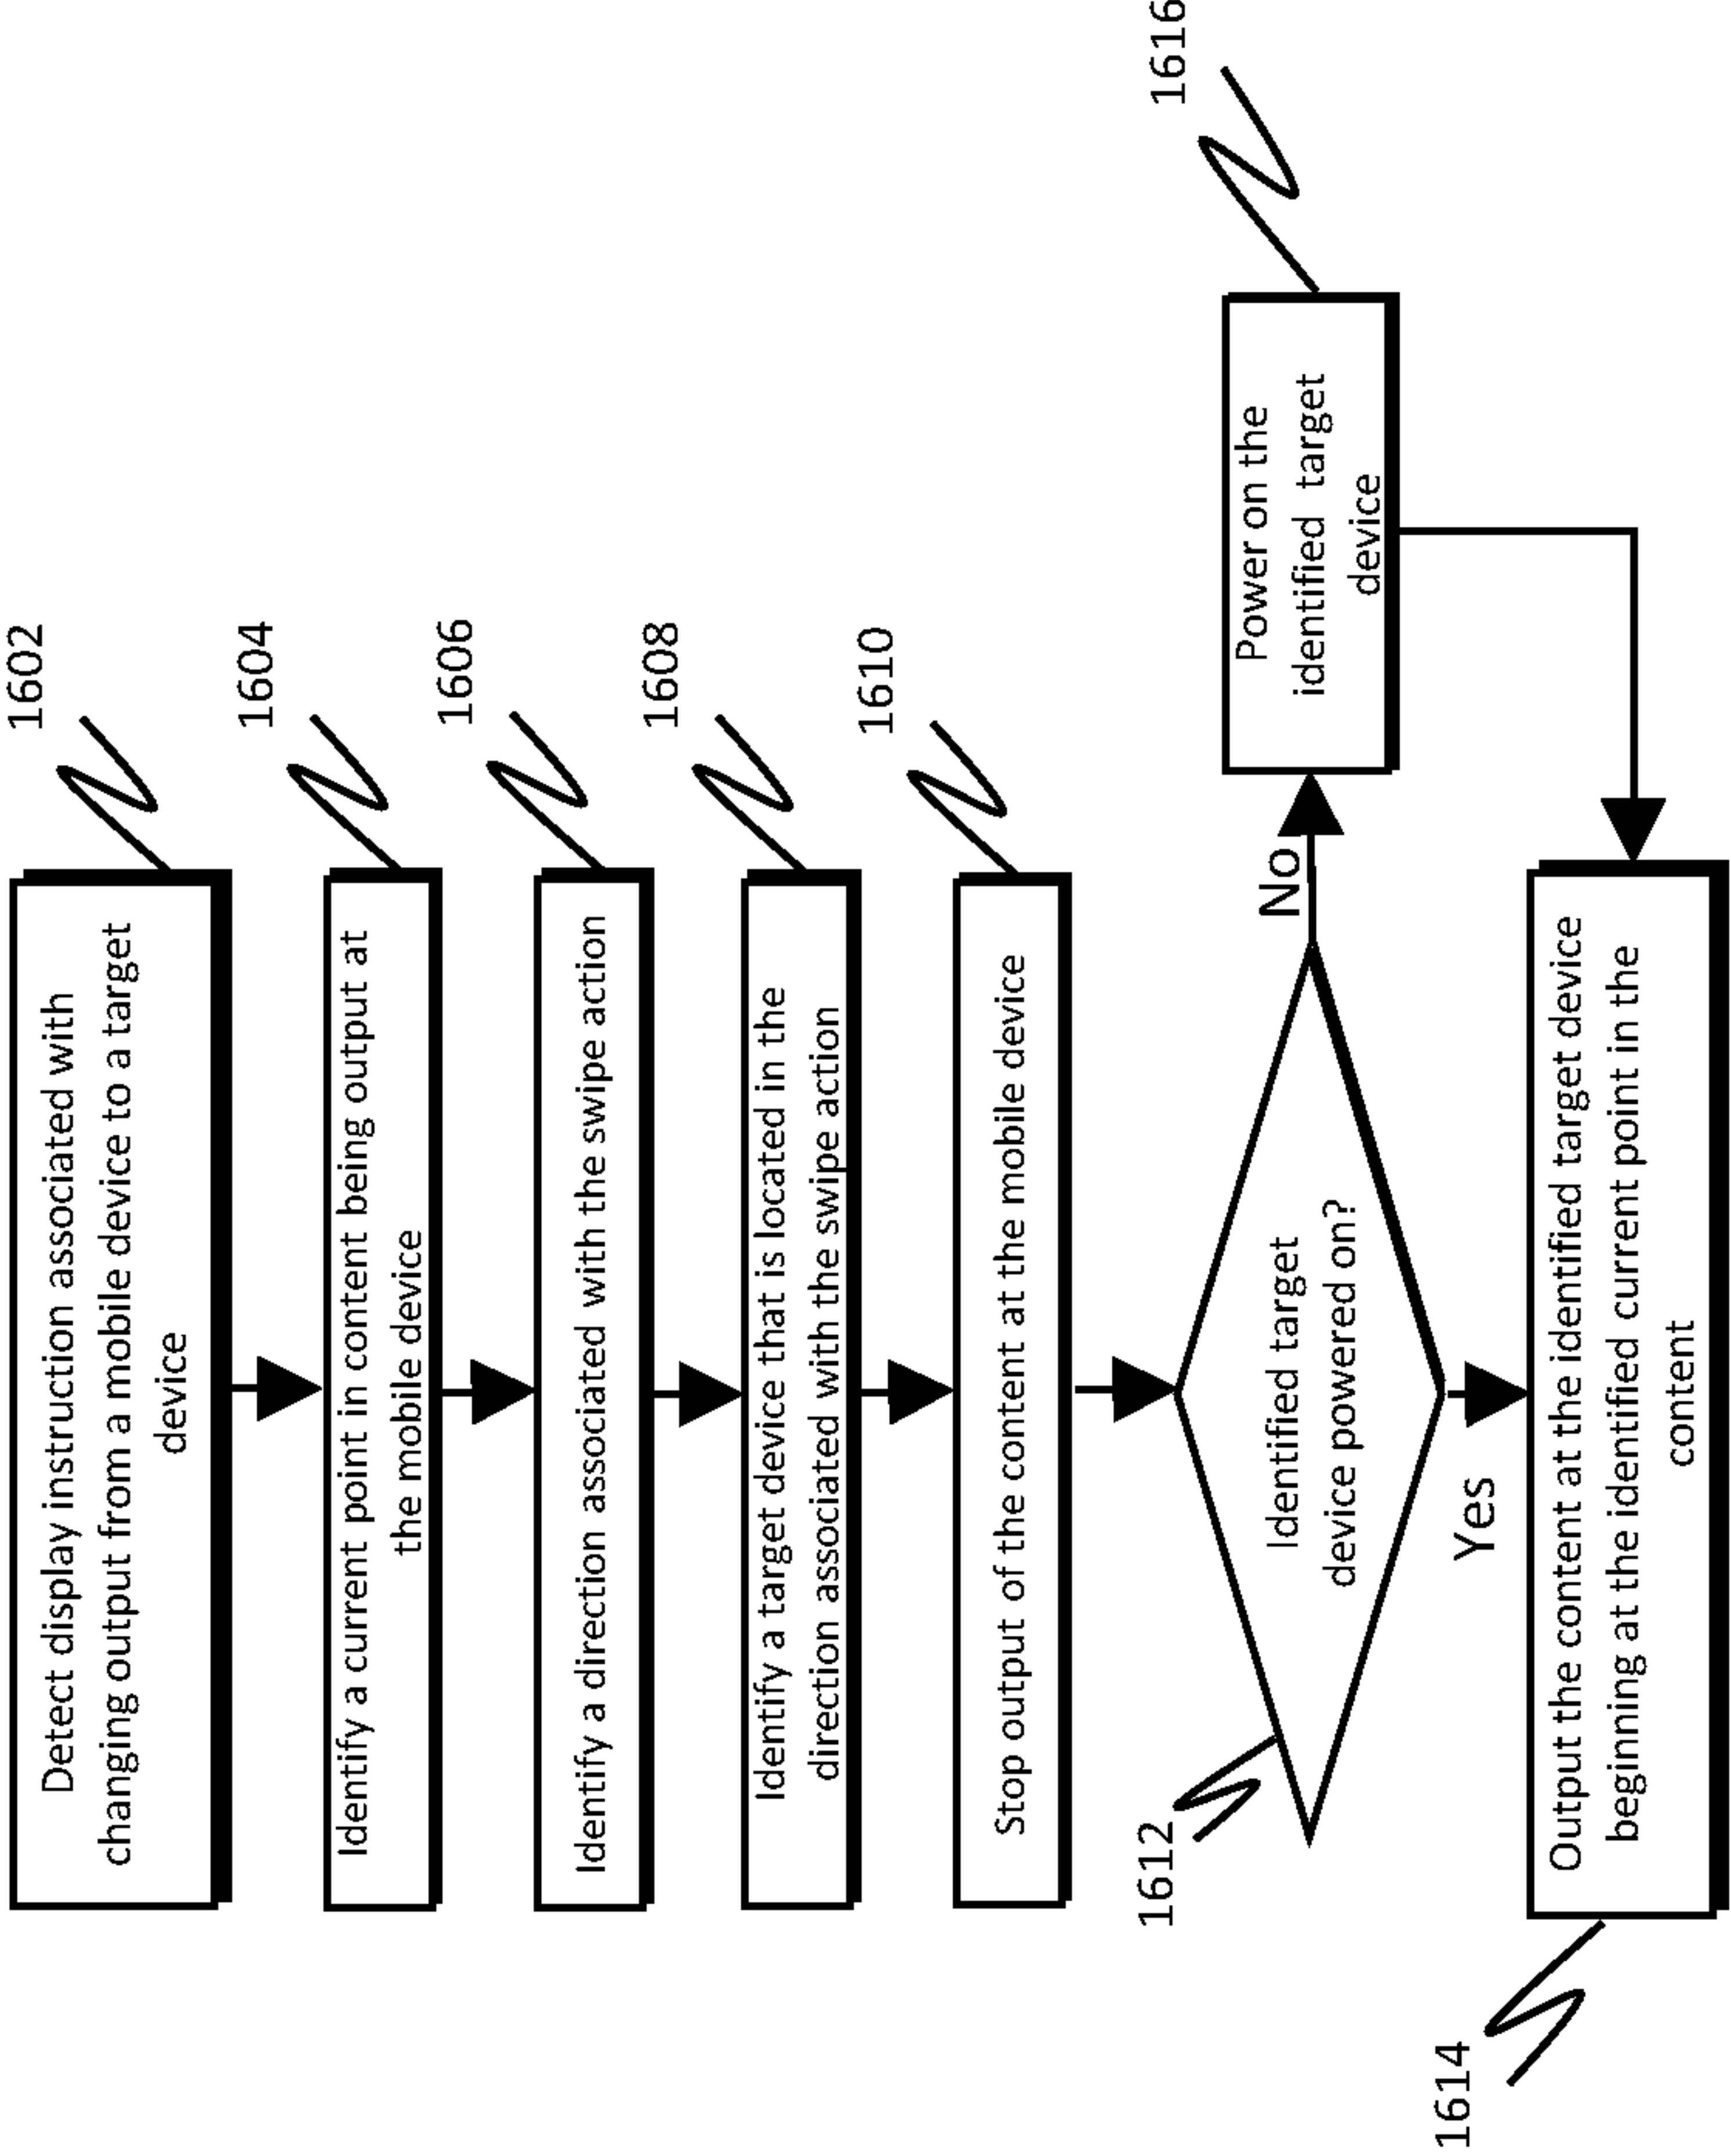 1602
Detect display instruction associated with
changing output from a mobile device to a target
device
1604
Identify a current point in content being output at
the mobile device
1606
Identify a direction associated with the swipe action
1608
Identify a target device that is located in the
direction associated with the swipe action
1610
Stop output of the content at the mobile device
1612
Identified target
device powered on?
No
1616
Power on the
identified target
device
Yes
1614
Output the content at the identified target device
beginning at the identified current point in the
content